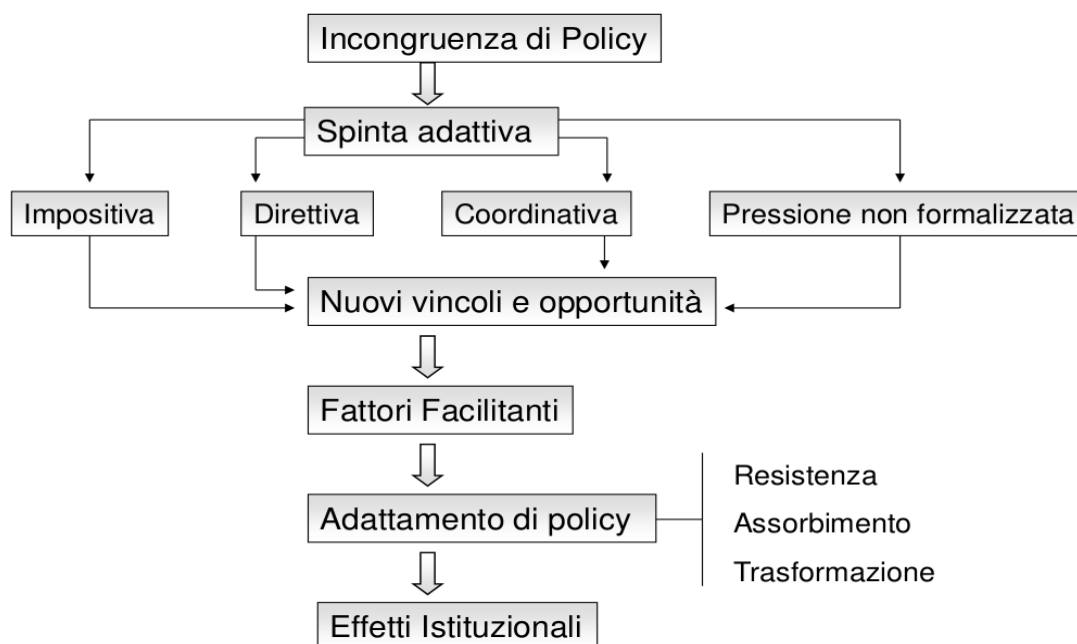 Incongruenza di Policy
Spinta adattiva
Impositiva
Direttiva
Coordinativa
Pressione non formalizzata
Nuovi vincoli e opportunità
Fattori Facilitanti
Adattamento di policy
Resistenza
Assorbimento
Trasformazione
Effetti Istituzionali